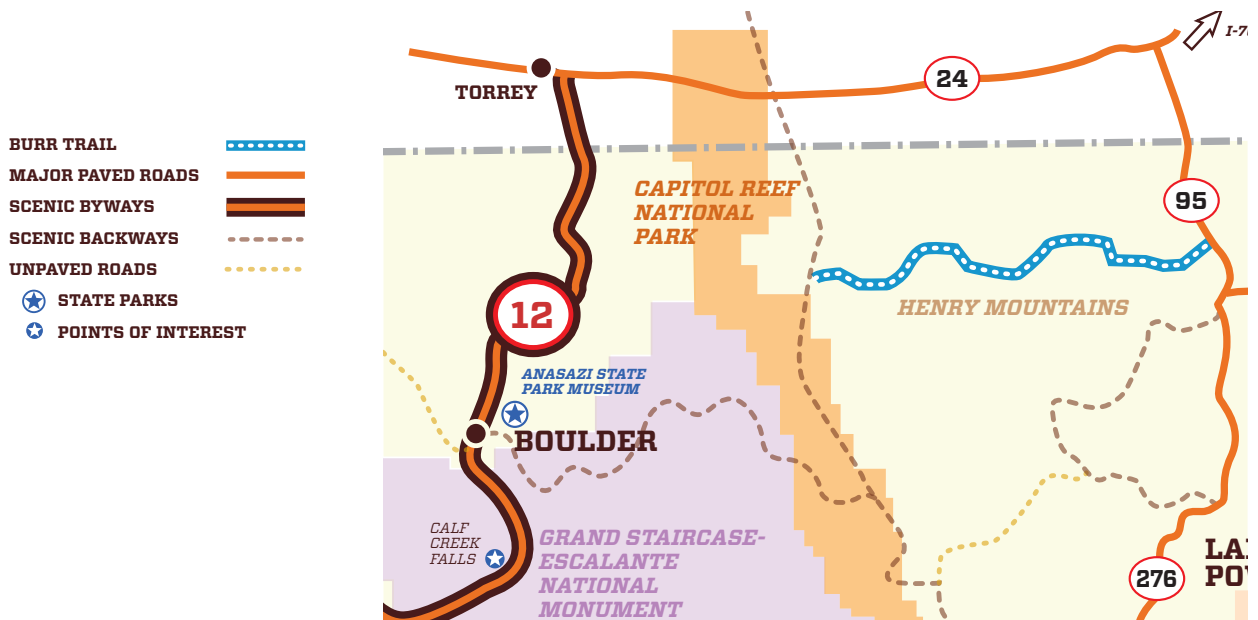 BURR TRAIL
MAJOR PAVED ROADS
SCENIC BYWAYS
SCENIC BACKWAYS
UNPAVED ROADS
STATE PARKS
POINTS OF INTEREST
TORREY
24
95
CAPITOL REEF
NATIONAL
PARK
HENRY MOUNTAINS
12
ANASAZI STATE
PARK MUSEUM
BOULDER
CALF
CREEK
FALLS
GRAND STAIRCASE-
ESCALANTE
NATIONAL
MONUMENT
276